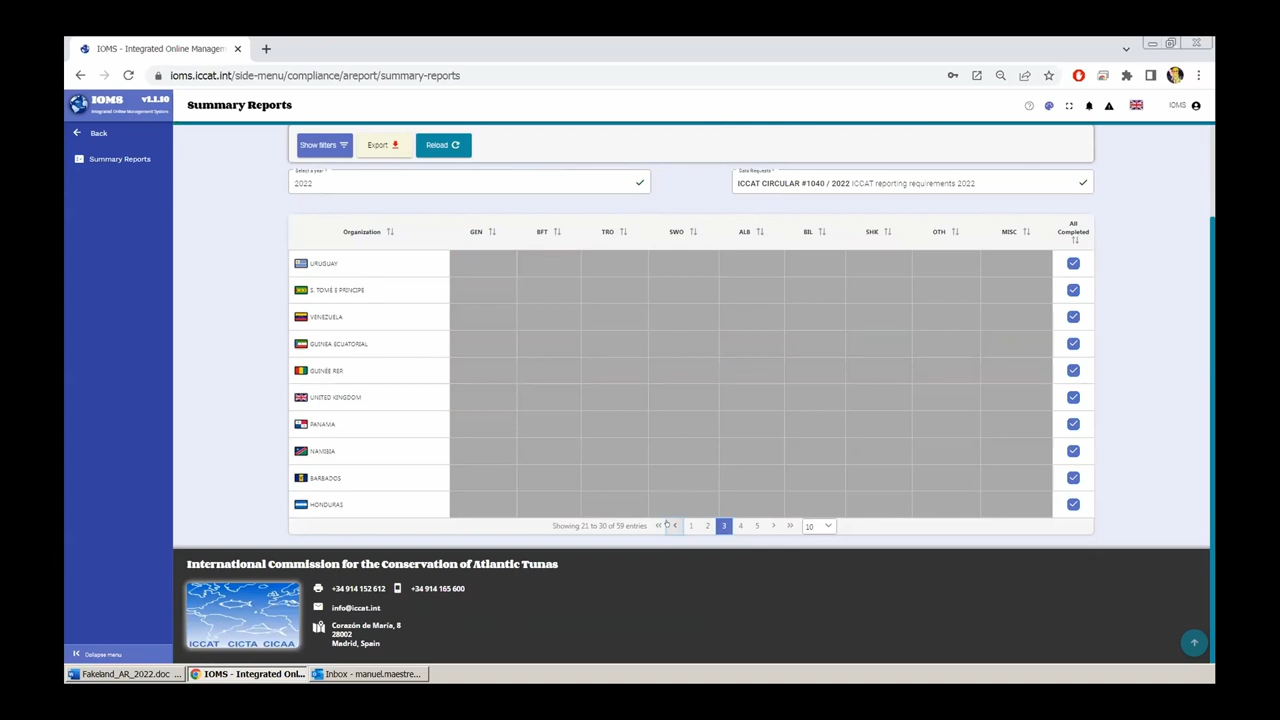 IOMS - Integrated Online Managem
ioms.iccat.int/side-menu/compliance/areport/summary-reports
IOMS v1.1.10
Integrated Online Management System
Summary Reports
IOMS
Back
Summary Reports
Show filters
Export
Reload
Select a year *
2022
Data Requests *
ICCAT CIRCULAR #1040 / 2022 ICCAT reporting requirements 2022
Organization GEN BFT TRO SWO ALB BIL SHK OTH MISC All Completed
URUGUAY
S. TOMÉ E PRÍNCIPE
VENEZUELA
GUINEA ECUATORIAL
GUINÉE REP.
UNITED KINGDOM
PANAMA
NAMIBIA
BARBADOS
HONDURAS
Showing 21 to 30 of 59 entries « ‹ 1 2 3 4 5 › » 10
International Commission for the Conservation of Atlantic Tunas
+34 914 152 612 +34 914 165 600
info@iccat.int
Corazón de María, 8
28002
Madrid, Spain
ICCAT CICTA CICAA
Collapse menu
Fakeland_AR_2022.doc ...
IOMS - Integrated Onl...
Inbox - manuel.maestre...